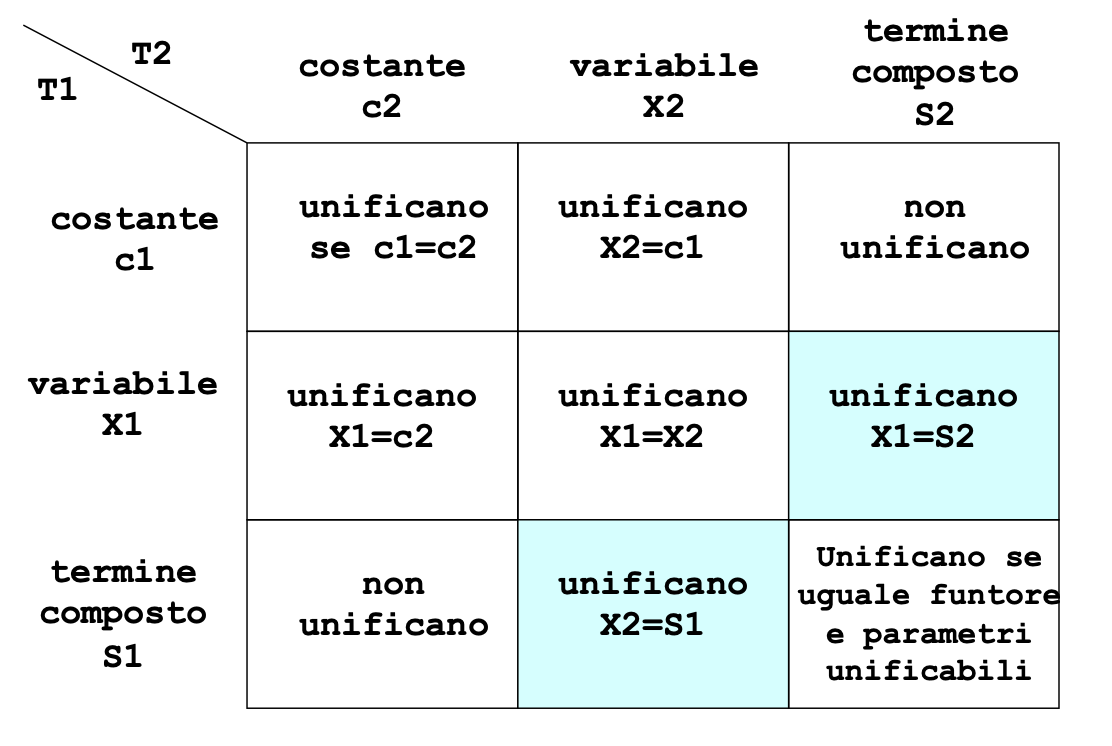 T2
T1
costante
c2
variabile
X2
termine
composto
S2
costante
c1
unificano
se c1=c2
unificano
X2=c1
non
unificano
variabile
X1
unificano
X1=c2
unificano
X1=X2
unificano
X1=S2
termine
composto
S1
non
unificano
unificano
X2=S1
Unificano se
uguale funtore
e parametri
unificabili